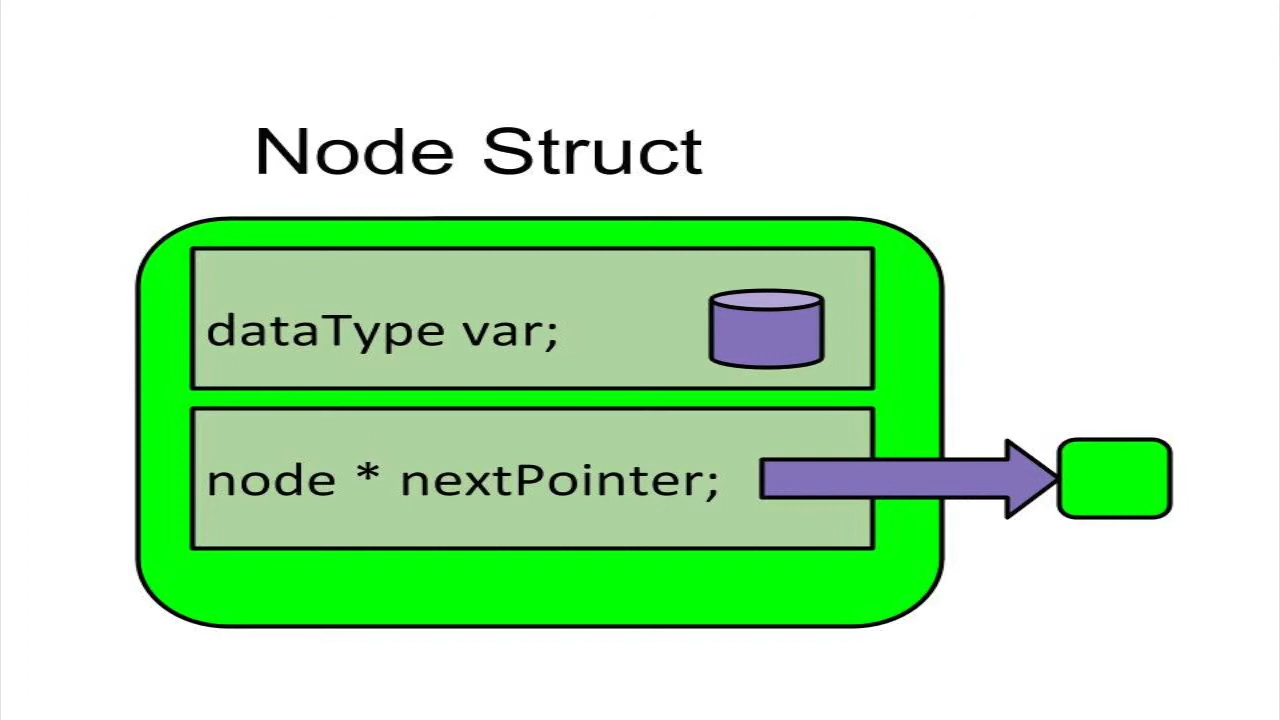 Node Struct
dataType var;
node * nextPointer;